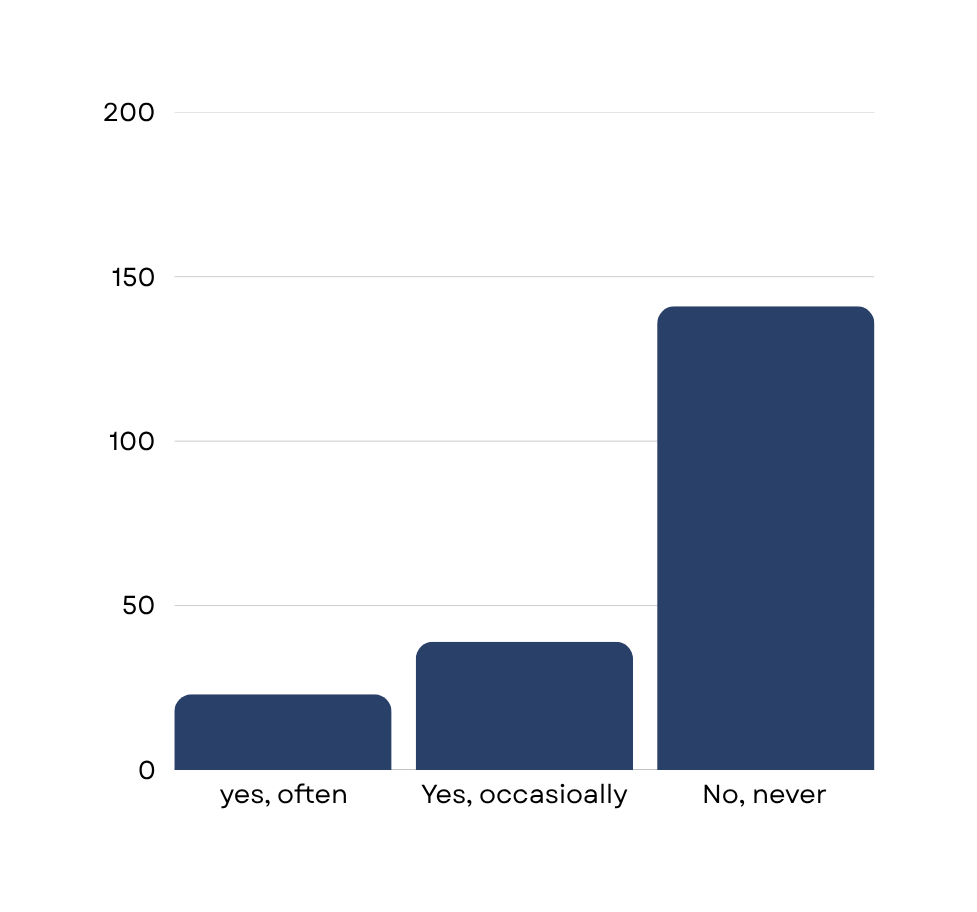 200
150
100
50
0
yes, often
Yes, occasioally
No, never